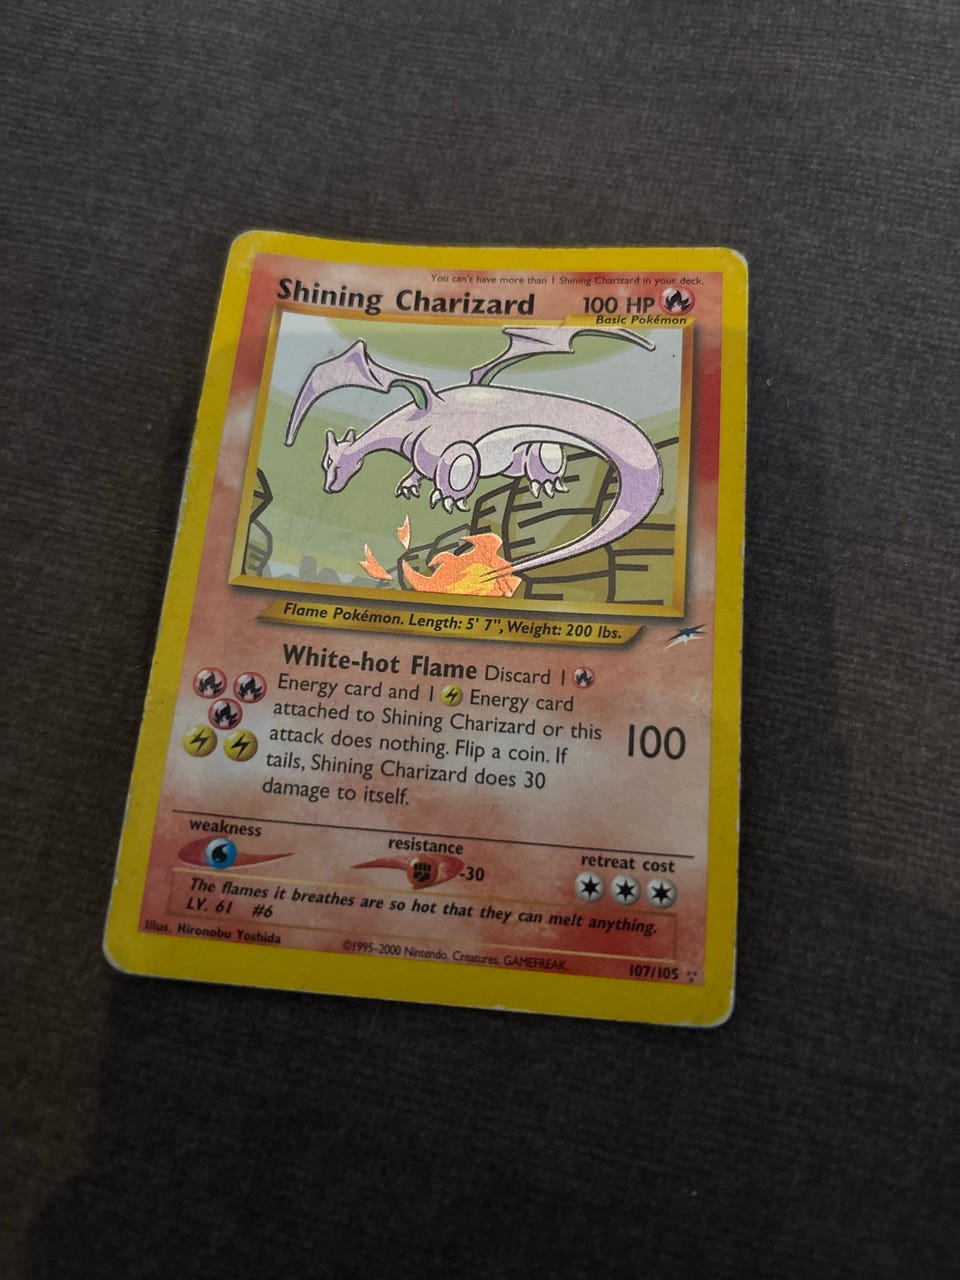 You can't have more than 1 Shining Charizard in your deck.
Shining Charizard 100 HP
Basic Pokémon
Flame Pokémon. Length: 5' 7", Weight: 200 lbs.
White-hot Flame Discard 1
Energy card and 1 Energy card
attached to Shining Charizard or this
attack does nothing. Flip a coin. If
tails, Shining Charizard does 30
damage to itself.
100
weakness
resistance
-30
retreat cost
The flames it breathes are so hot that they can melt anything.
LV. 61 #6
Illus. Hironobu Yoshida
©1995-2000 Nintendo, Creatures, GAMEFREAK.
107/105